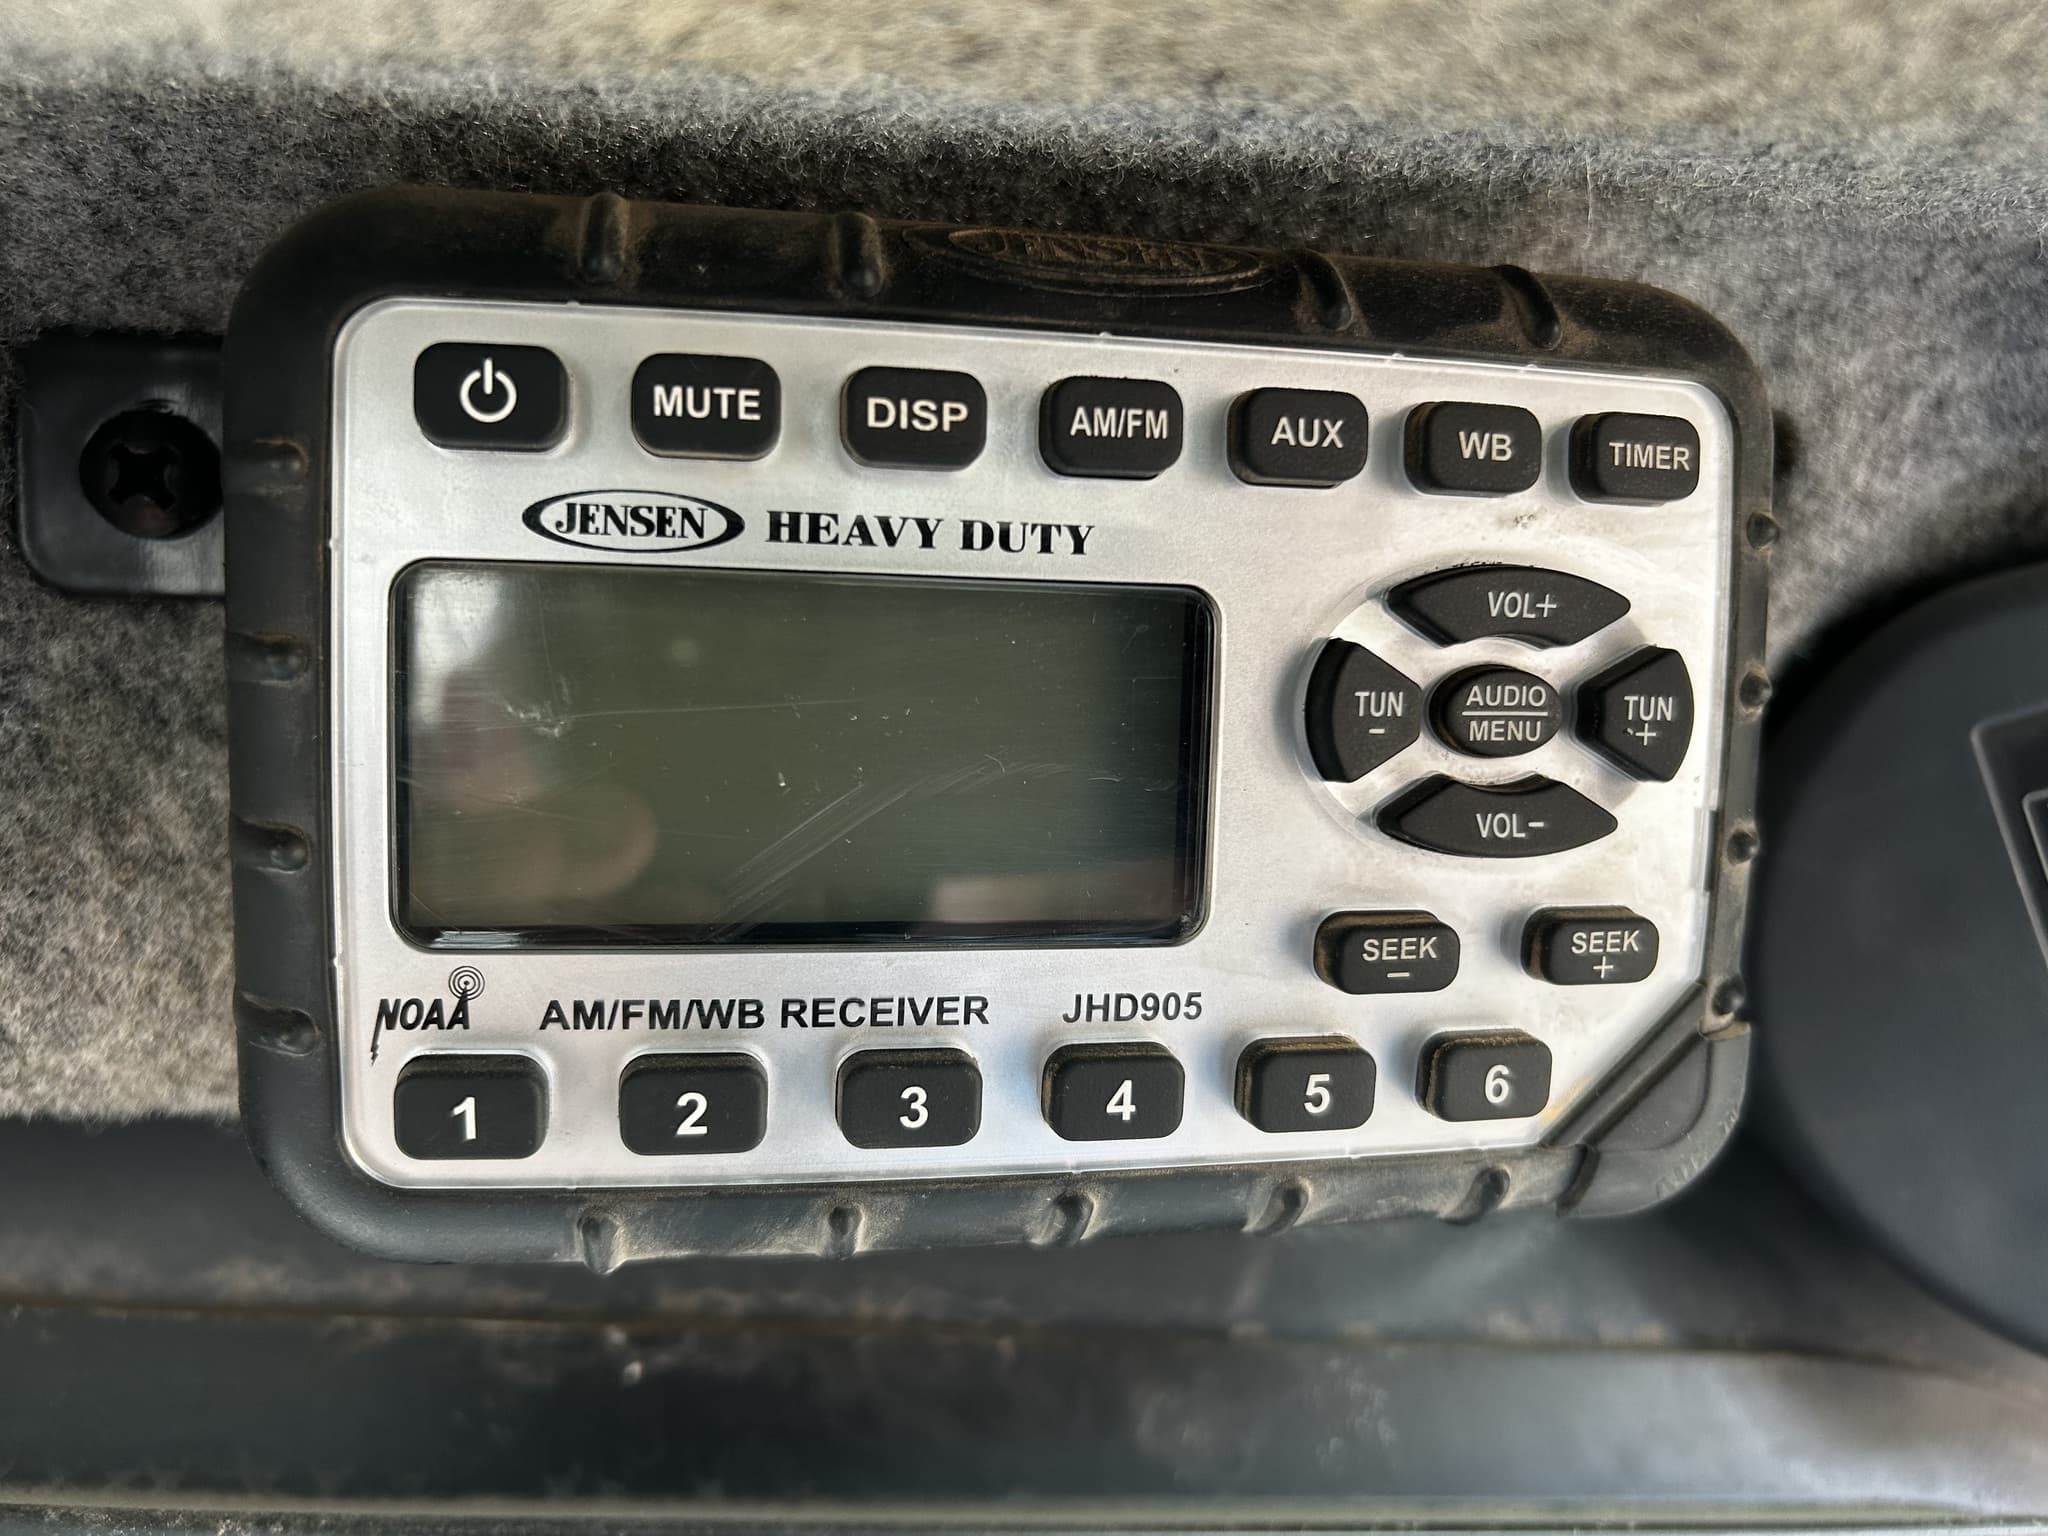 JENSEN
MUTE DISP AM/FM AUX WB TIMER
JENSEN HEAVY DUTY
VOL+
TUN - AUDIO MENU TUN +
VOL-
SEEK - SEEK +
NOAA AM/FM/WB RECEIVER JHD905
1 2 3 4 5 6